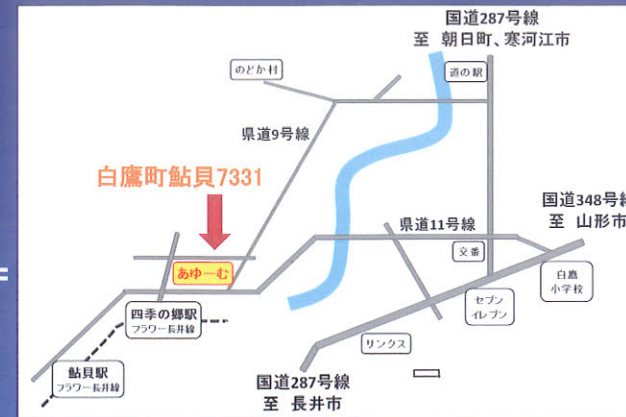 国道287号線
至 朝日町、寒河江市
のどか村
道の駅
県道9号線
白鷹町鮎貝7331
国道348号線
至 山形市
県道11号線
交番
あゆーむ
白鷹
小学校
セブン
イレブン
四季の郷駅
フラワー長井線
サンクス
鮎貝駅
フラワー長井線
国道287号線
至 長井市